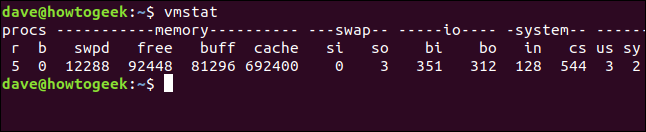 dave@howtogeek:~$ vmstat
procs -----------memory---------- ---swap-- -----io---- -system-- ------
r b swpd free buff cache si so bi bo in cs us sy
5 0 12288 92448 81296 692400 0 3 351 312 128 544 3 2
dave@howtogeek:~$